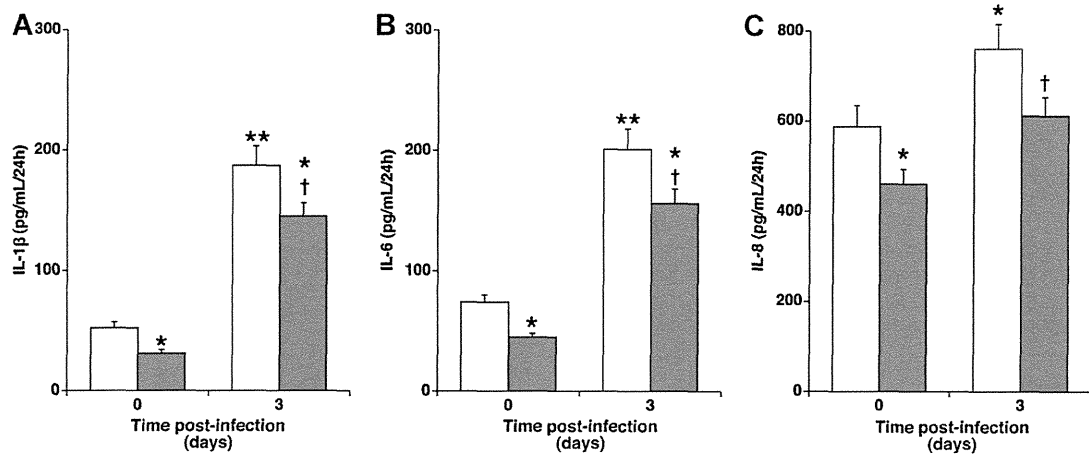 A
300
200
100
0
IL-1β (pg/mL/24h)
*
**
*
†
0
3
Time post-infection
(days)
B
300
200
100
0
IL-6 (pg/mL/24h)
*
**
*
†
0
3
Time post-infection
(days)
C
800
600
400
200
0
IL-8 (pg/mL/24h)
*
*
†
0
3
Time post-infection
(days)